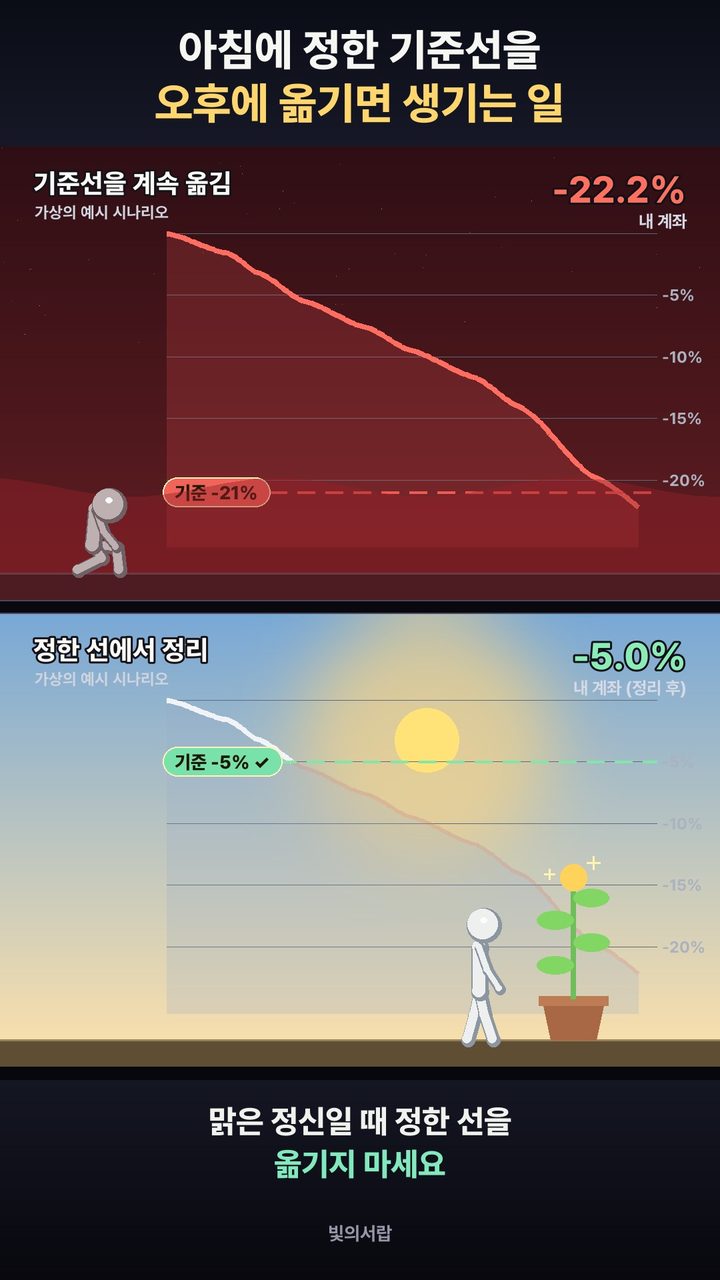 아침에 정한 기준선을
오후에 옮기면 생기는 일
기준선을 계속 옮김
가상의 예시 시나리오
-22.2%
내 계좌
-5%
-10%
-15%
-20%
기준 -21%
정한 선에서 정리
가상의 예시 시나리오
-5.0%
내 계좌 (정리 후)
기준 -5% ✔
-5%
-10%
-15%
-20%
맑은 정신일 때 정한 선을
옮기지 마세요
빛의서랍